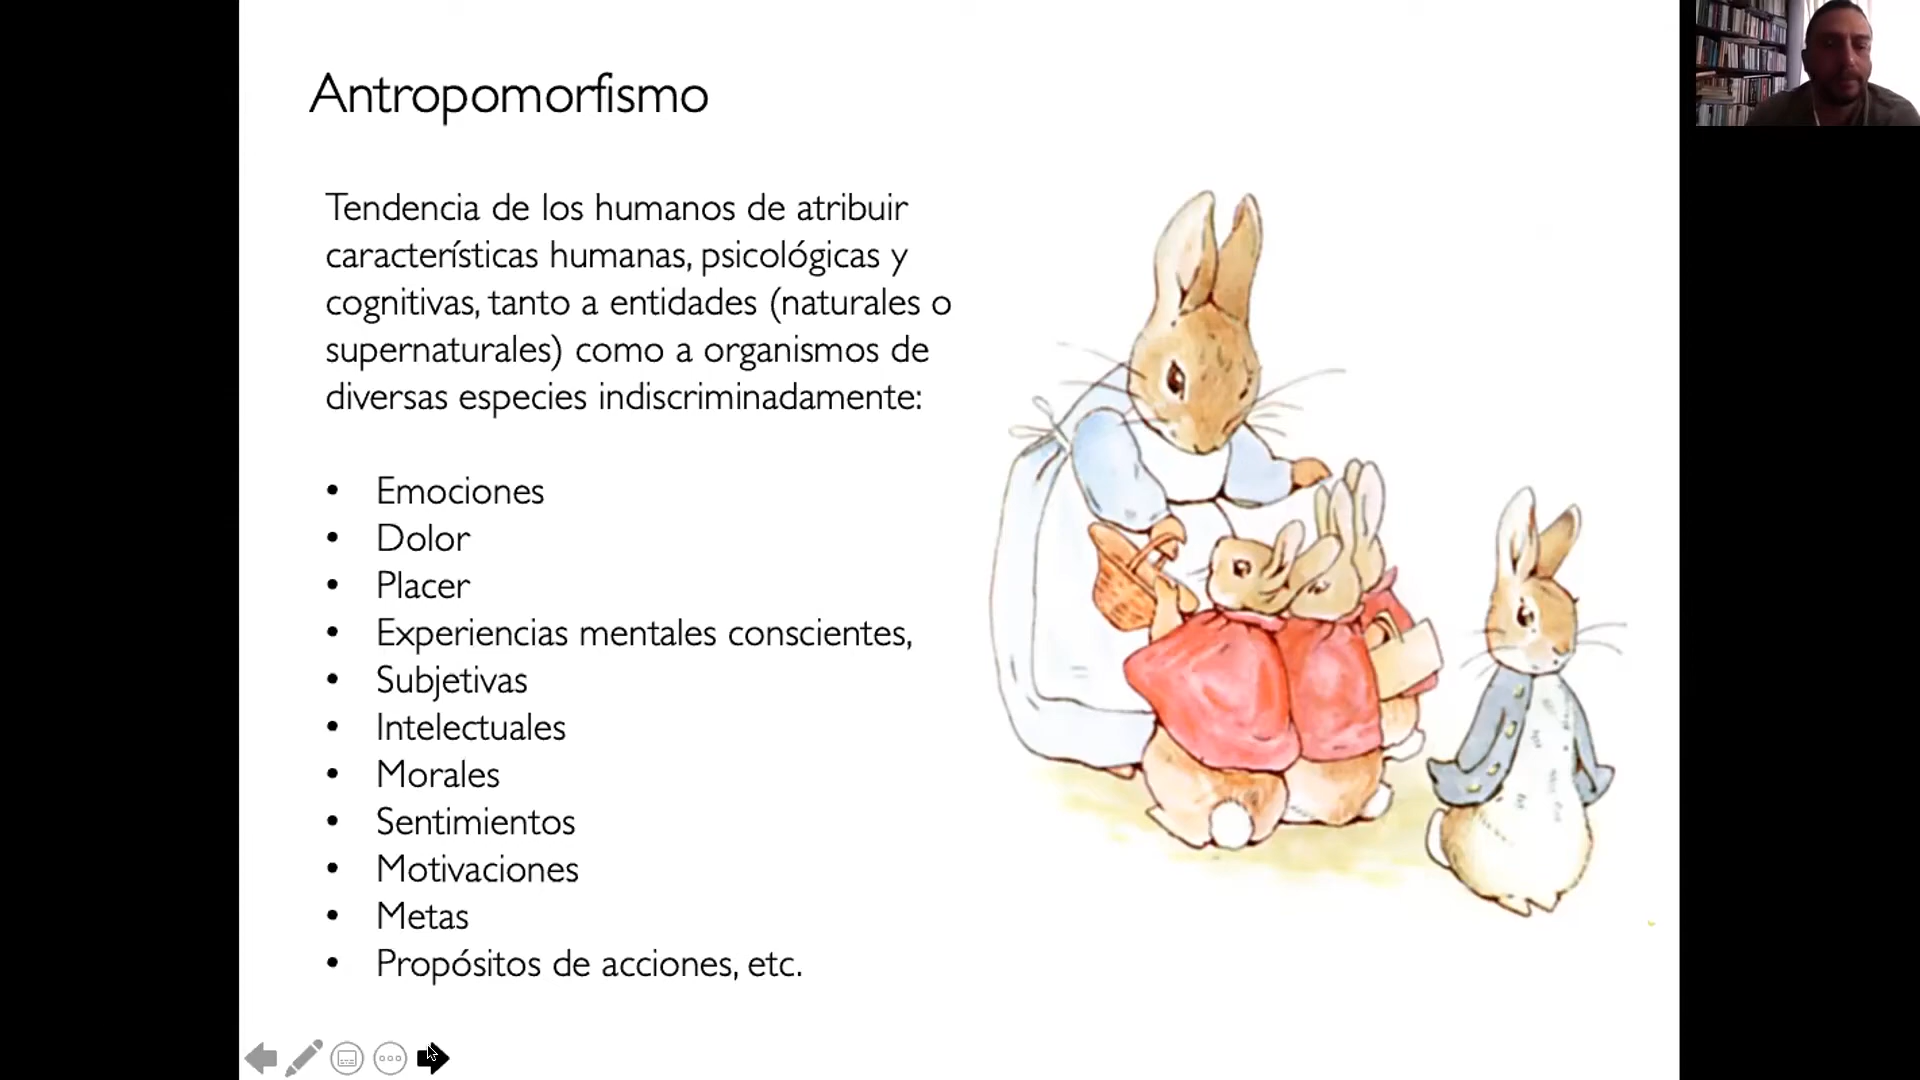 Antropomorfismo
Tendencia de los humanos de atribuir
características humanas, psicológicas y
cognitivas, tanto a entidades (naturales o
supernaturales) como a organismos de
diversas especies indiscriminadamente:
• Emociones
• Dolor
• Placer
• Experiencias mentales conscientes,
• Subjetivas
• Intelectuales
• Morales
• Sentimientos
• Motivaciones
• Metas
• Propósitos de acciones, etc.